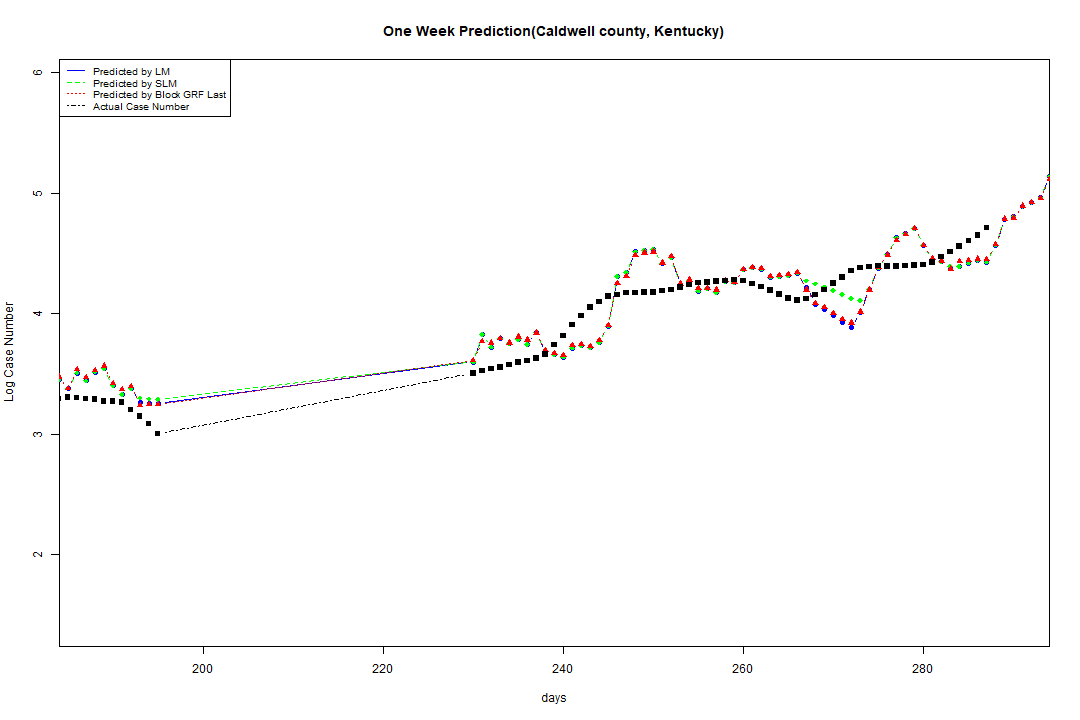 One Week Prediction(Caldwell county, Kentucky)
Predicted by LM
Predicted by SLM
Predicted by Block GRF Last
Actual Case Number
6
5
4
3
2
Log Case Number
200 220 240 260 280
days